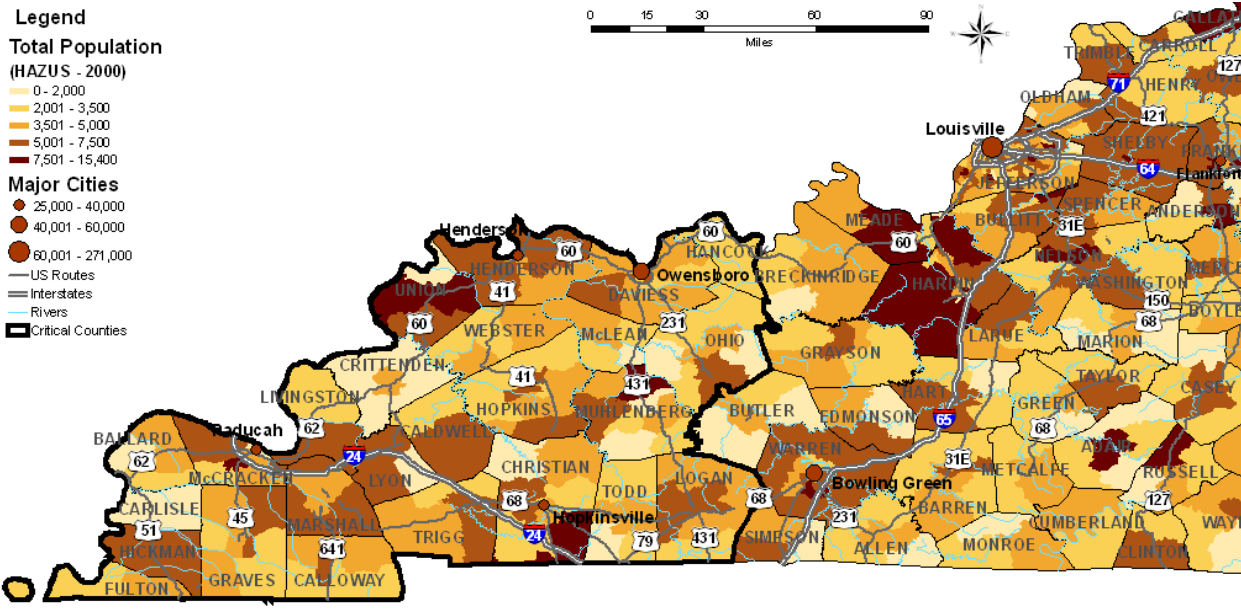 Legend
Total Population
(HAZUS - 2000)
0 - 2,000
2,001 - 3,500
3,501 - 5,000
5,001 - 7,500
7,501 - 15,400
Major Cities
25,000 - 40,000
40,001 - 60,000
60,001 - 271,000
US Routes
Interstates
Rivers
Critical Counties
0 15 30 60 90
Miles
N
TRIMBLE
CARROLL
127
71
HENRY
OLDHAM
421
Louisville
SHELBY
64
Frankfort
JEFFERSON
SPENCER
ANDERSON
BULLITT
31E
MEADE
60
NELSON
WASHINGTON
HARDIN
150
68
MARION
LARUE
Henderson
60
HENDERSON
60
HANCOCK
BRECKINRIDGE
Owensboro
DAVIESS
UNION
41
60
WEBSTER
McLEAN
231
OHIO
GRAYSON
CRITTENDEN
41
431
HOPKINS
MUHLENBERG
BUTLER
EDMONSON
HART
65
GREEN
68
TAYLOR
CASEY
ADAIR
RUSSELL
127
LIVINGSTON
62
BALLARD
Paducah
62
McCRACKEN
24
CALDWELL
LYON
CHRISTIAN
68
TODD
LOGAN
68
WARREN
Bowling Green
31E
METCALFE
BARREN
CARLISLE
51
45
MARSHALL
HICKMAN
641
TRIGG
Hopkinsville
24
79
431
SIMPSON
231
ALLEN
MONROE
CUMBERLAND
CLINTON
FULTON
GRAVES
CALLOWAY